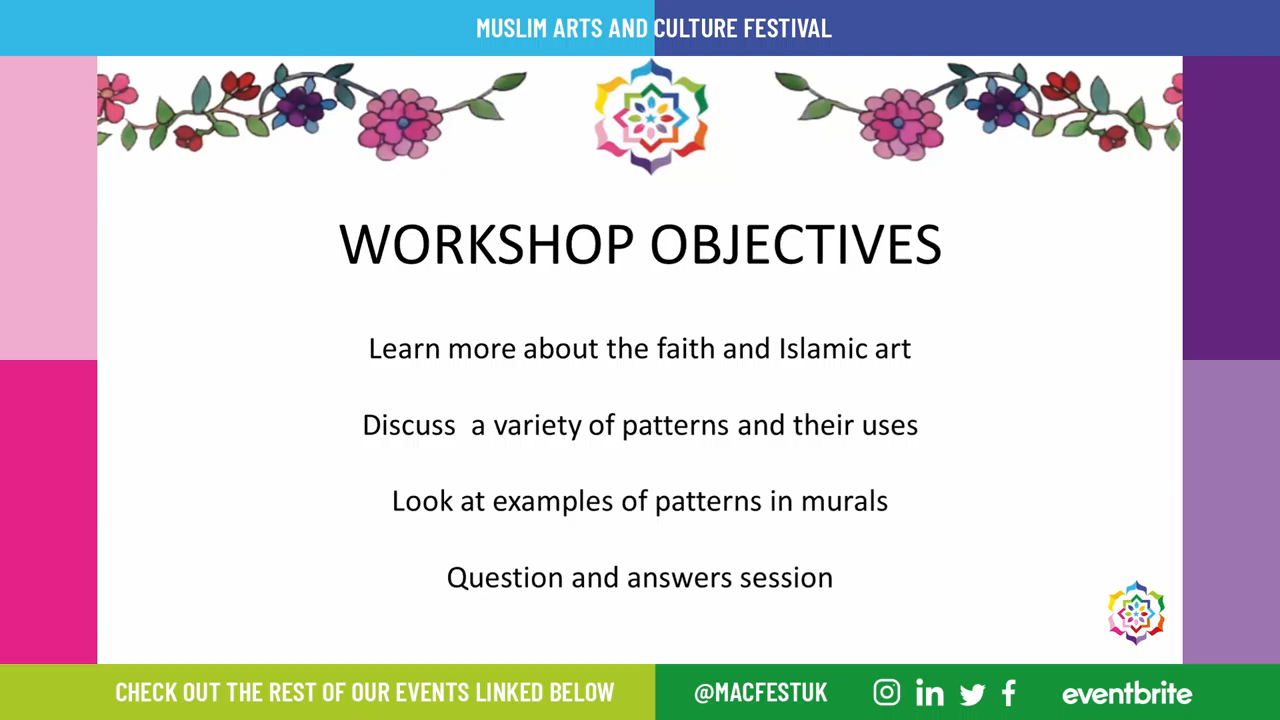 MUSLIM ARTS AND CULTURE FESTIVAL
WORKSHOP OBJECTIVES
Learn more about the faith and Islamic art
Discuss  a variety of patterns and their uses
Look at examples of patterns in murals
Question and answers session
CHECK OUT THE REST OF OUR EVENTS LINKED BELOW
@MACFESTUK
eventbrite